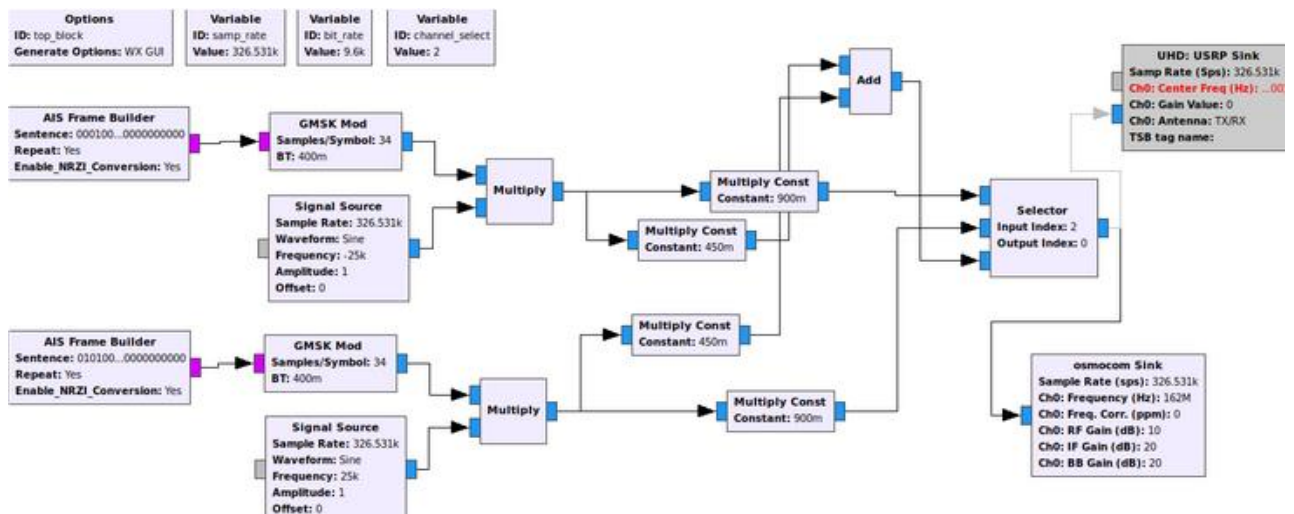 Options
ID: top_block
Generate Options: WX GUI
Variable
ID: samp_rate
Value: 326.531k
Variable
ID: bit_rate
Value: 9.6k
Variable
ID: channel_select
Value: 2
AIS Frame Builder
Sentence: 000100...0000000000
Repeat: Yes
Enable_NRZI_Conversion: Yes
GMSK Mod
Samples/Symbol: 34
BT: 400m
Signal Source
Sample Rate: 326.531k
Waveform: Sine
Frequency: -25k
Amplitude: 1
Offset: 0
Multiply
Multiply Const
Constant: 900m
Multiply Const
Constant: 450m
Add
Selector
Input Index: 2
Output Index: 0
UHD: USRP Sink
Samp Rate (Sps): 326.531k
Ch0: Center Freq (Hz): ...00
Ch0: Gain Value: 0
Ch0: Antenna: TX/RX
TSB tag name:
AIS Frame Builder
Sentence: 010100...0000000000
Repeat: Yes
Enable_NRZI_Conversion: Yes
GMSK Mod
Samples/Symbol: 34
BT: 400m
Signal Source
Sample Rate: 326.531k
Waveform: Sine
Frequency: 25k
Amplitude: 1
Offset: 0
Multiply
Multiply Const
Constant: 450m
Multiply Const
Constant: 900m
osmocom Sink
Sample Rate (sps): 326.531k
Ch0: Frequency (Hz): 162M
Ch0: Freq. Corr. (ppm): 0
Ch0: RF Gain (dB): 10
Ch0: IF Gain (dB): 20
Ch0: BB Gain (dB): 20